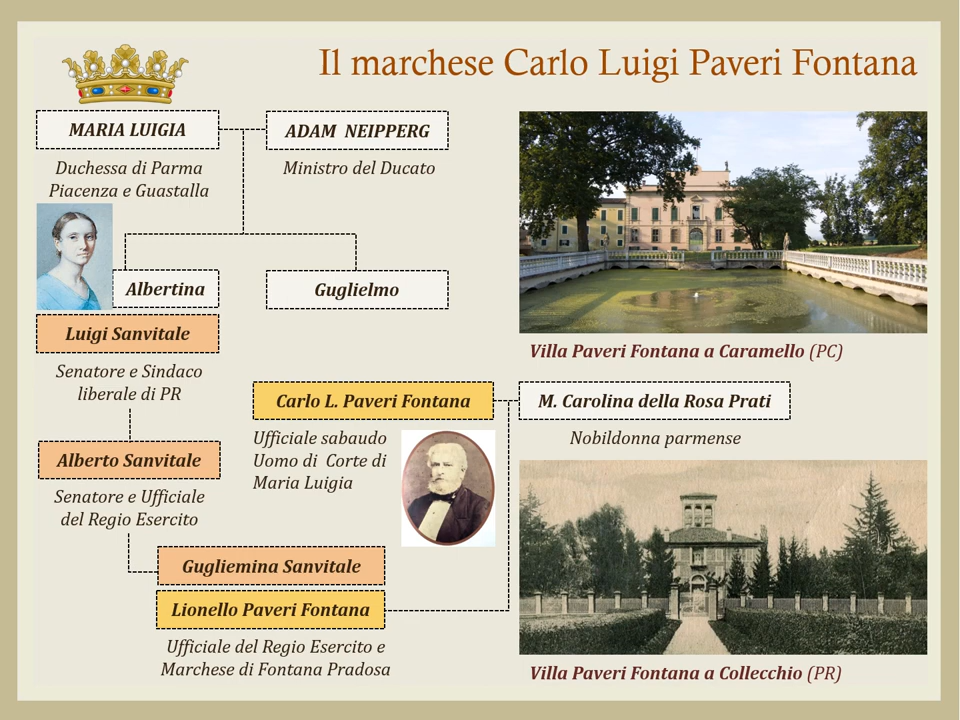 Il marchese Carlo Luigi Paveri Fontana
MARIA LUIGIA
ADAM NEIPPERG
Duchessa di Parma
Piacenza e Guastalla
Ministro del Ducato
Albertina
Guglielmo
Luigi Sanvitale
Senatore e Sindaco
liberale di PR
Villa Paveri Fontana a Caramello (PC)
Carlo L. Paveri Fontana
M. Carolina della Rosa Prati
Ufficiale sabaudo
Uomo di Corte di
Maria Luigia
Nobildonna parmense
Alberto Sanvitale
Senatore e Ufficiale
del Regio Esercito
Gugliemina Sanvitale
Lionello Paveri Fontana
Ufficiale del Regio Esercito e
Marchese di Fontana Pradosa
Villa Paveri Fontana a Collecchio (PR)